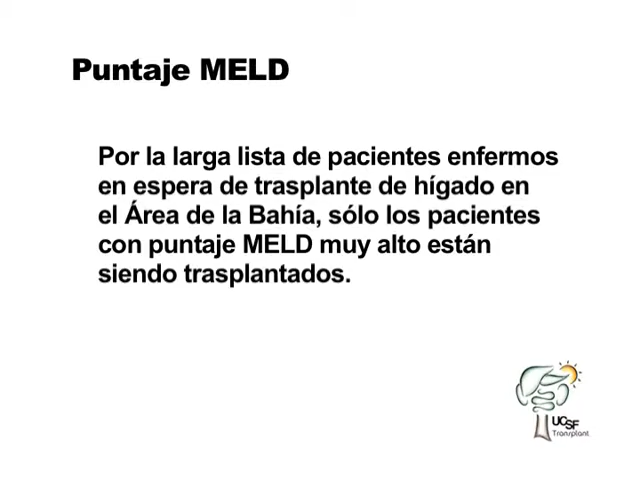 Puntaje MELD
Por la larga lista de pacientes enfermos
en espera de trasplante de hígado en
el Área de la Bahía, sólo los pacientes
con puntaje MELD muy alto están
siendo trasplantados.
UCSF
Transplant